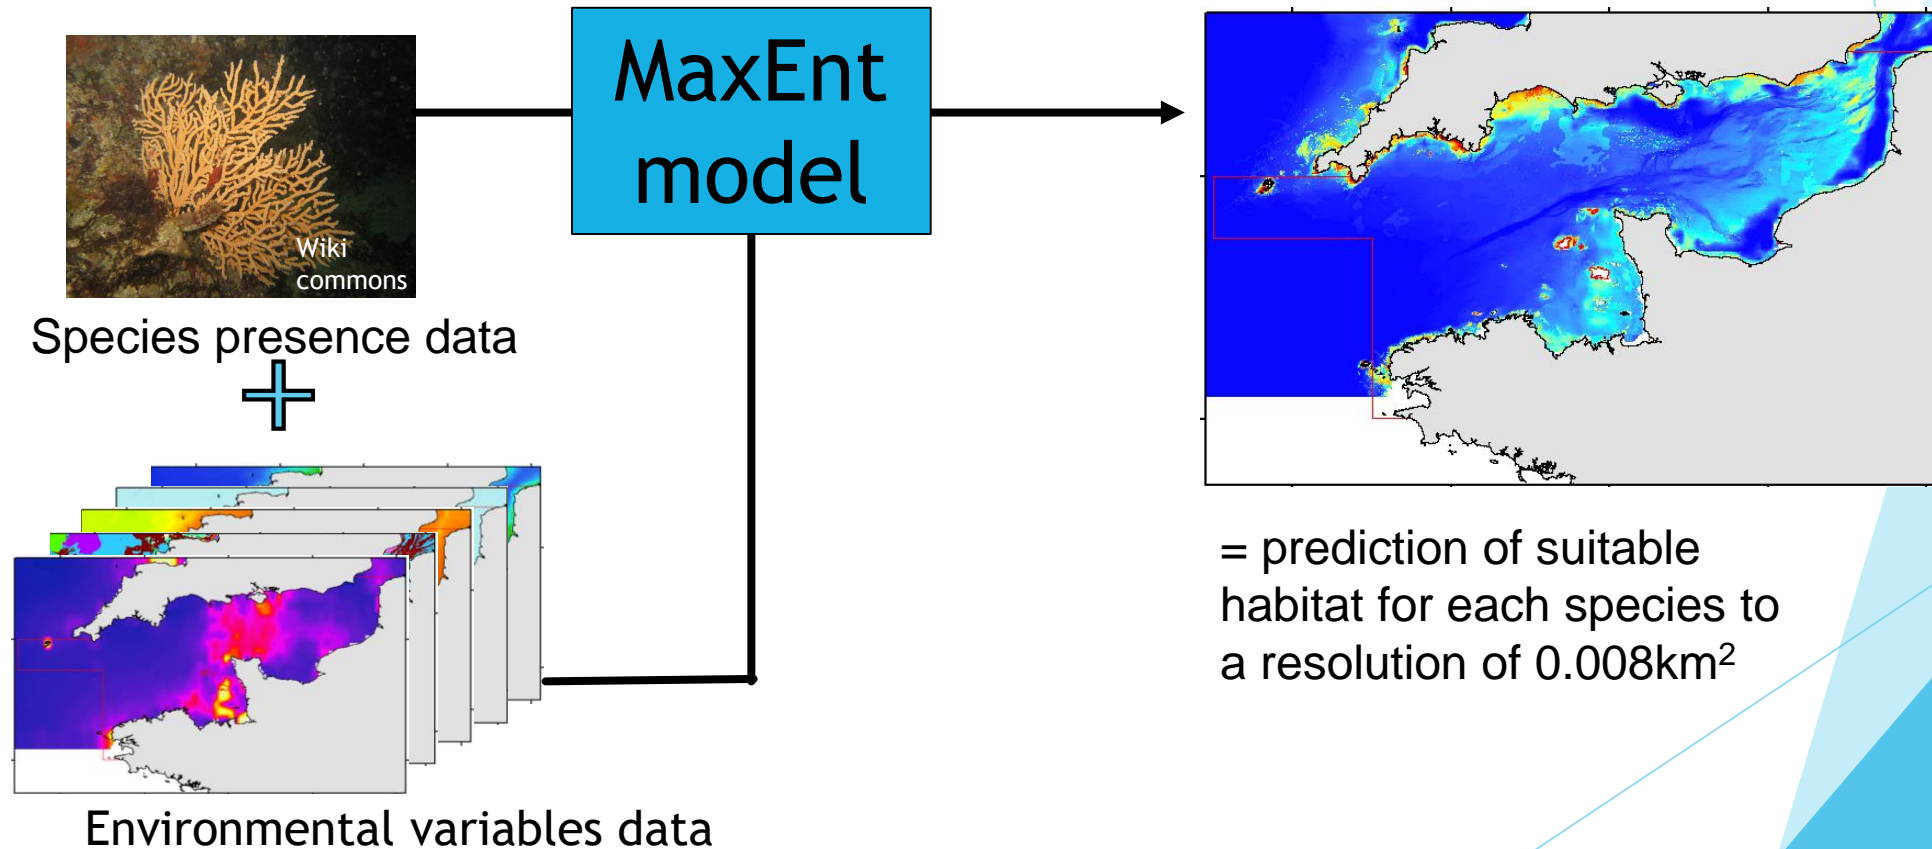 MaxEnt
model
Wiki
commons
Species presence data
Environmental variables data
= prediction of suitable
habitat for each species to
a resolution of 0.008km²